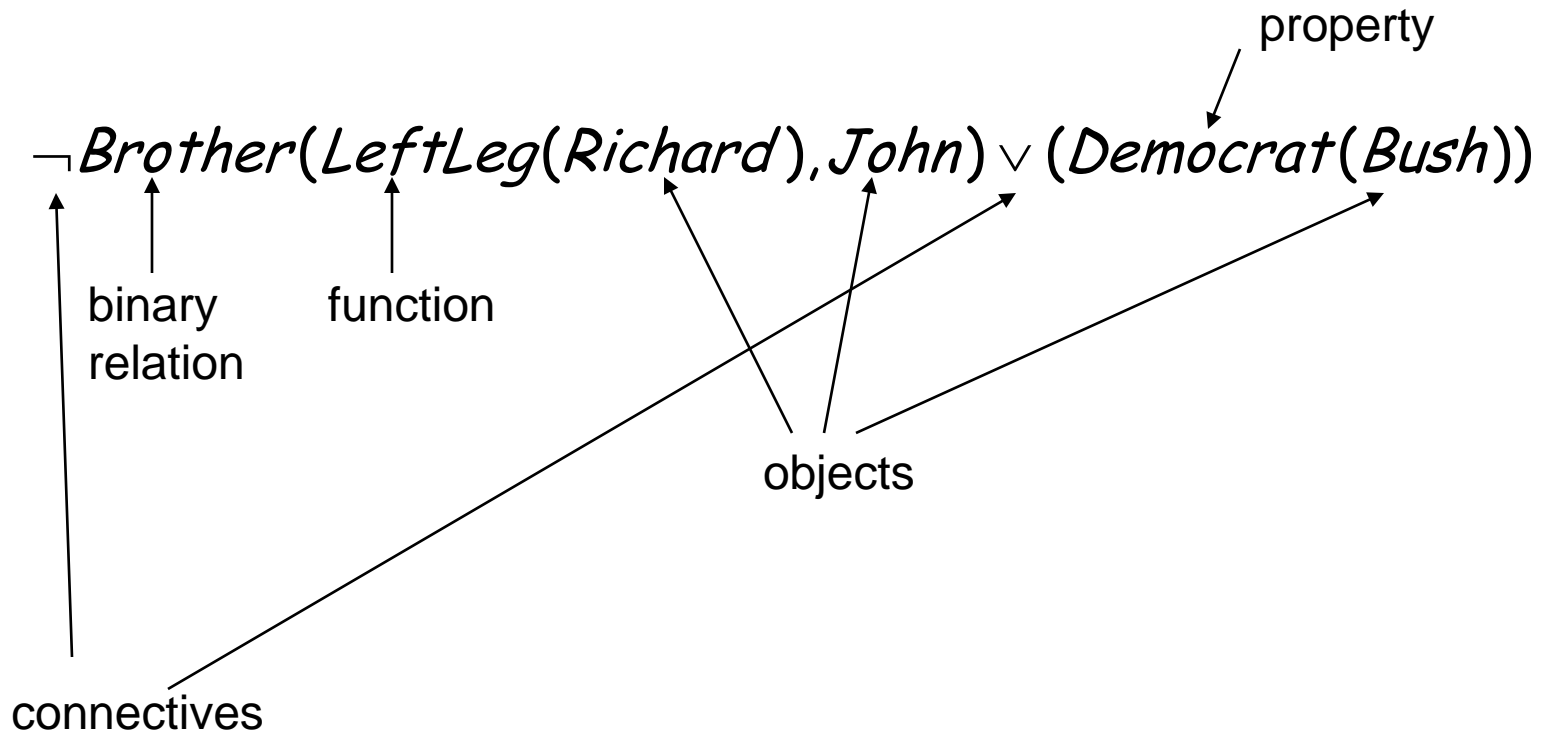 property
¬Brother(LeftLeg(Richard),John) ∨ (Democrat(Bush))
binary
relation
function
objects
connectives